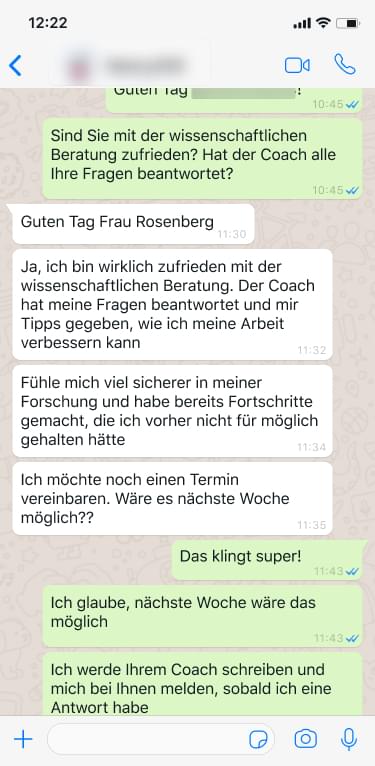 12:22
Guten Tag !
10:45
Sind Sie mit der wissenschaftlichen
Beratung zufrieden? Hat der Coach alle
Ihre Fragen beantwortet?
10:45
Guten Tag Frau Rosenberg
11:30
Ja, ich bin wirklich zufrieden mit der
wissenschaftlichen Beratung. Der Coach
hat meine Fragen beantwortet und mir
Tipps gegeben, wie ich meine Arbeit
verbessern kann
11:32
Fühle mich viel sicherer in meiner
Forschung und habe bereits Fortschritte
gemacht, die ich vorher nicht für möglich
gehalten hätte
11:34
Ich möchte noch einen Termin
vereinbaren. Wäre es nächste Woche
möglich??
11:35
Das klingt super!
11:43
Ich glaube, nächste Woche wäre das
möglich
11:43
Ich werde Ihrem Coach schreiben und
mich bei Ihnen melden, sobald ich eine
Antwort habe